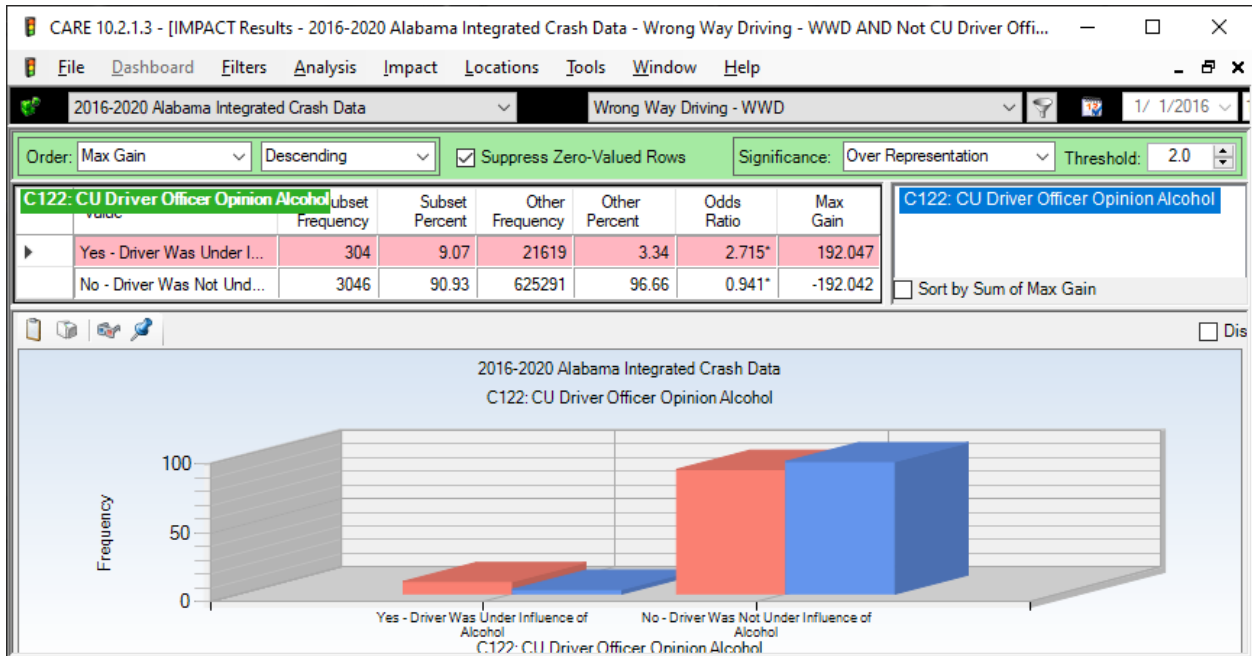 CARE 10.2.1.3 - [IMPACT Results - 2016-2020 Alabama Integrated Crash Data - Wrong Way Driving - WWD AND Not CU Driver Offi...
File Dashboard Filters Analysis Impact Locations Tools Window Help
2016-2020 Alabama Integrated Crash Data Wrong Way Driving - WWD 1/ 1/2016
Order: Max Gain Descending Suppress Zero-Valued Rows Significance: Over Representation Threshold: 2.0
C122: CU Driver Officer Opinion Alcohol Subset Frequency Subset Percent Other Frequency Other Percent Odds Ratio Max Gain
Yes - Driver Was Under I... 304 9.07 21619 3.34 2.715* 192.047
No - Driver Was Not Und... 3046 90.93 625291 96.66 0.941* -192.042
C122: CU Driver Officer Opinion Alcohol
Sort by Sum of Max Gain
Dis
2016-2020 Alabama Integrated Crash Data
C122: CU Driver Officer Opinion Alcohol
100
50
0
Frequency
Yes - Driver Was Under Influence of Alcohol
No - Driver Was Not Under Influence of Alcohol
C122: CU Driver Officer Opinion Alcohol